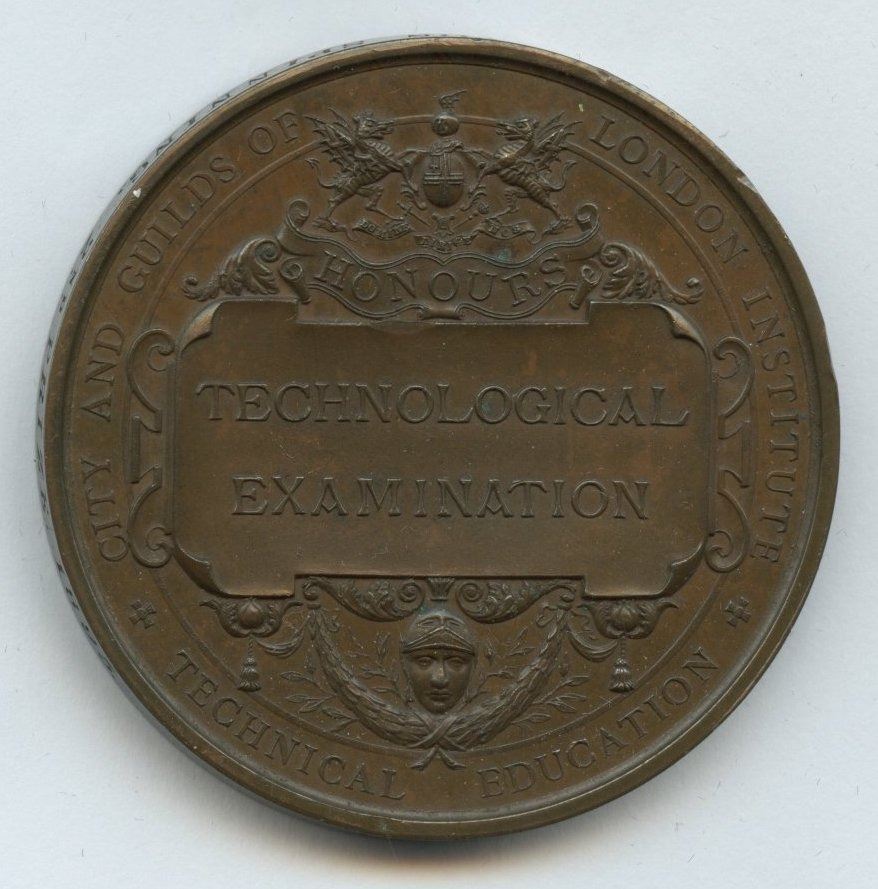 CITY AND GUILDS OF LONDON INSTITUTE
HONOURS
TECHNOLOGICAL
EXAMINATION
TECHNICAL EDUCATION